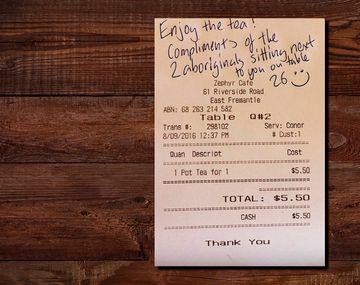 Enjoy the tea!
Compliments of the
2 aboriginals sitting next
to you on table
26
Zephyr Cafe
61 Riverside Road
East Fremantle
ABN: 68 263 214 582
Table Q#2
Trans #: 298102 Serv: Conor
8/09/2016 12:37 PM # Cust:1
Quan Descript Cost
1 Pot Tea for 1 $5.50
TOTAL: $5.50
CASH $5.50
Thank You